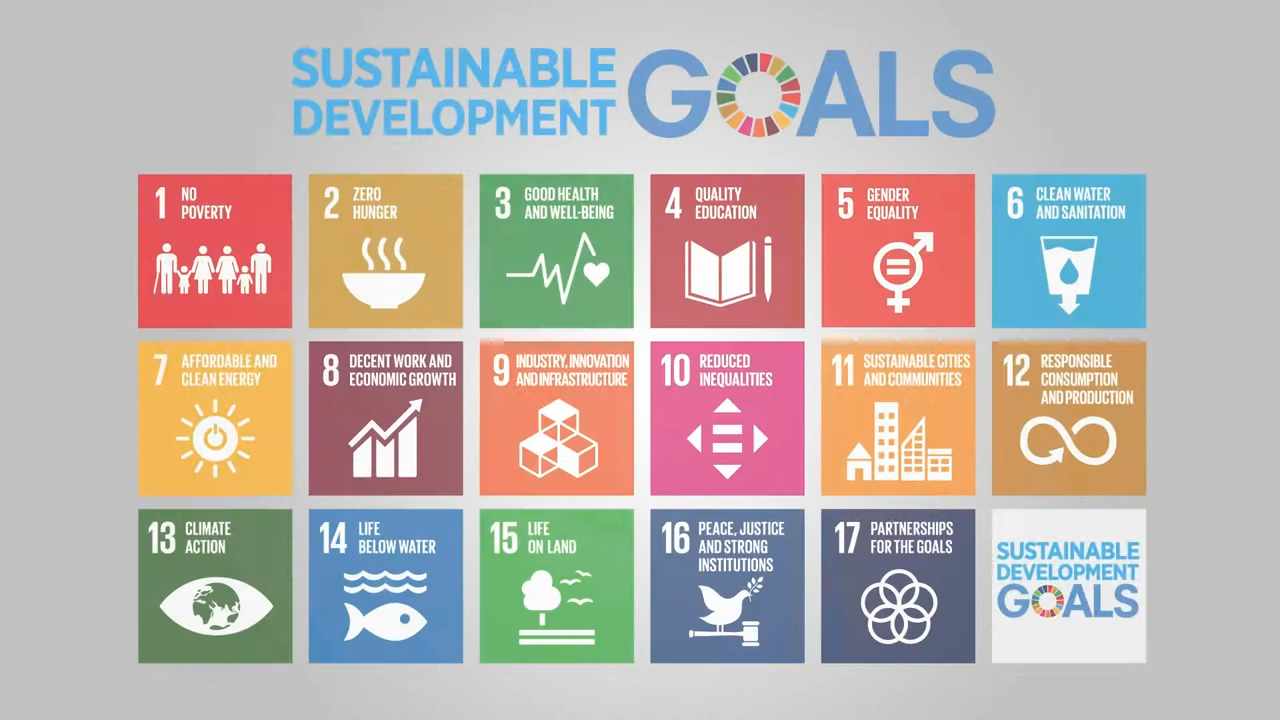 SUSTAINABLE
DEVELOPMENT
GOALS
1 NO
POVERTY
2 ZERO
HUNGER
3 GOOD HEALTH
AND WELL-BEING
4 QUALITY
EDUCATION
5 GENDER
EQUALITY
6 CLEAN WATER
AND SANITATION
7 AFFORDABLE AND
CLEAN ENERGY
8 DECENT WORK AND
ECONOMIC GROWTH
9 INDUSTRY, INNOVATION
AND INFRASTRUCTURE
10 REDUCED
INEQUALITIES
11 SUSTAINABLE CITIES
AND COMMUNITIES
12 RESPONSIBLE
CONSUMPTION
AND PRODUCTION
13 CLIMATE
ACTION
14 LIFE
BELOW WATER
15 LIFE
ON LAND
16 PEACE, JUSTICE
AND STRONG
INSTITUTIONS
17 PARTNERSHIPS
FOR THE GOALS
SUSTAINABLE
DEVELOPMENT
GOALS